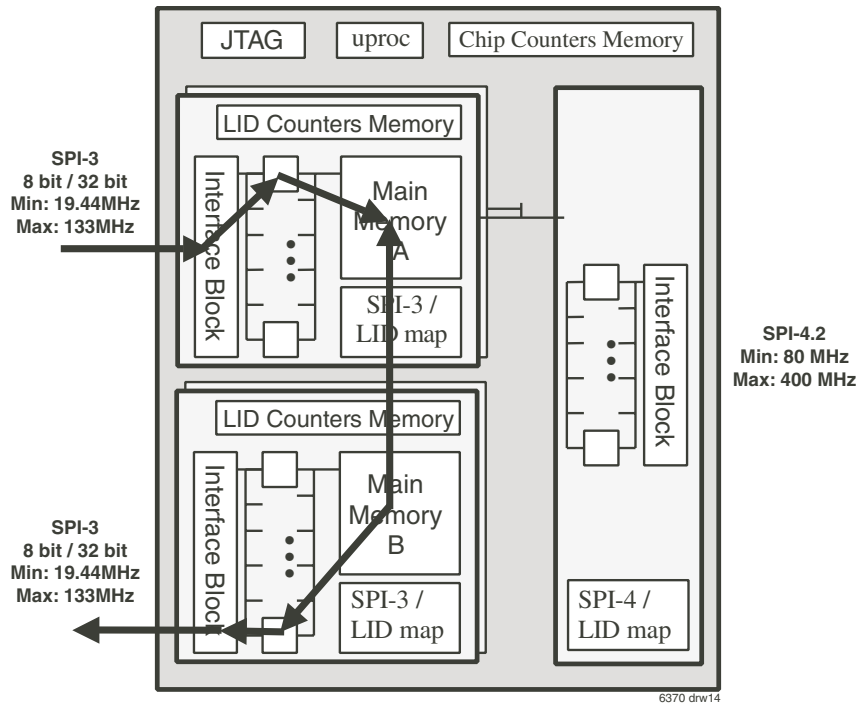 JTAG
uproc
Chip Counters Memory
LID Counters Memory
SPI-3
8 bit / 32 bit
Min: 19.44MHz
Max: 133MHz
Interface Block
Main
Memory
A
SPI-3 /
LID map
LID Counters Memory
SPI-3
8 bit / 32 bit
Min: 19.44MHz
Max: 133MHz
Interface Block
Main
Memory
B
SPI-3 /
LID map
Interface Block
SPI-4.2
Min: 80 MHz
Max: 400 MHz
SPI-4 /
LID map
6370 drw14